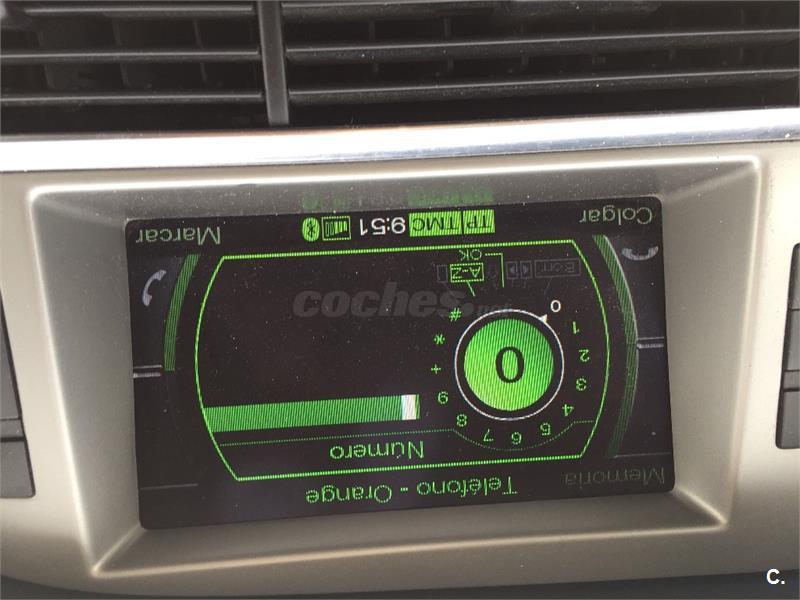 Teléfono - Orange
Memoria
Número
0 1 2 3 4 5 6 7 8 9 + * #
0
A-Z
OK
Borr.
Colgar
TP TMC 9:51
Marcar
coches.net
C.